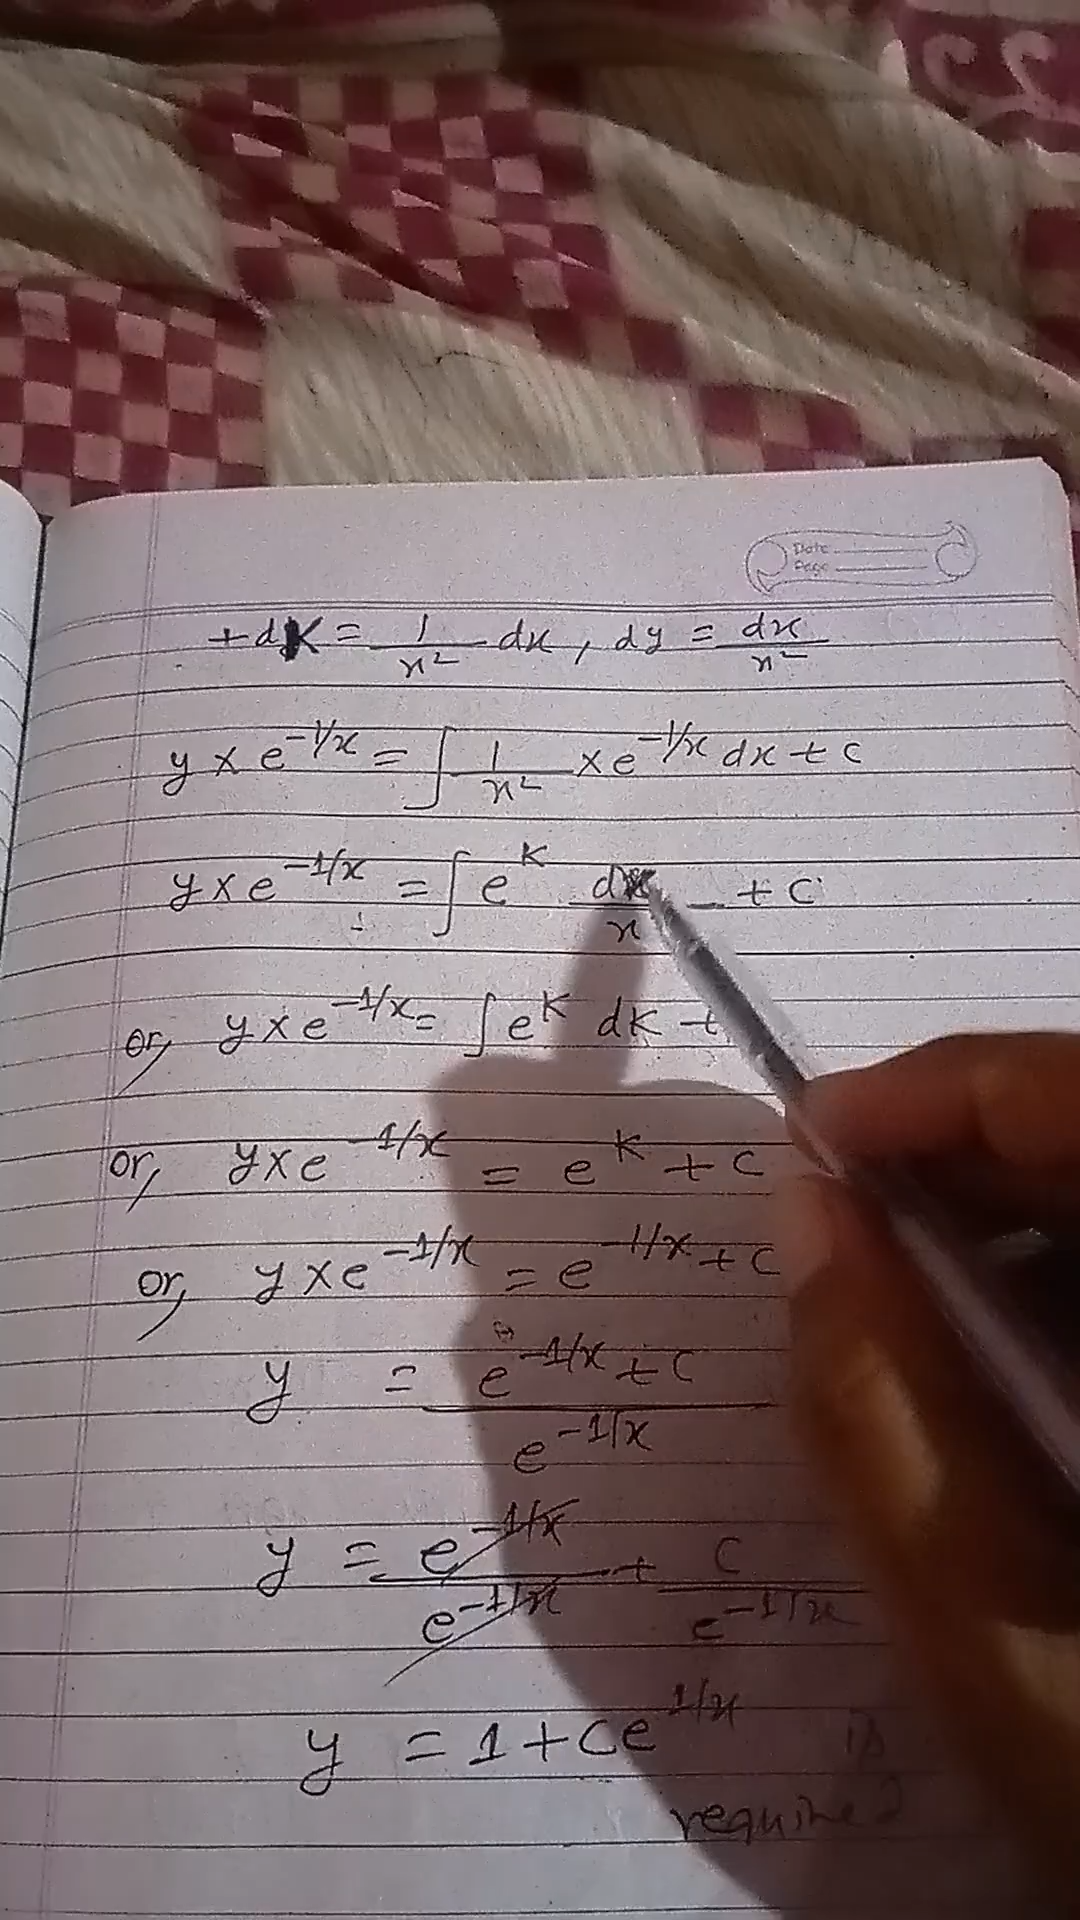 Date
Page
+dK = 1/x² dx, dy = dx/x²
y × e^{-1/x} = ∫ 1/x² × e^{-1/x} dx + c
y × e^{-1/x} = ∫ e^K dx/x + C
or, y × e^{-1/x} = ∫ e^K dK +
or, y × e^{-1/x} = e^K + C
or, y × e^{-1/x} = e^{-1/x} + C
y = (e^{-1/x} + C)/e^{-1/x}
y = e^{-1/x}/e^{-1/x} + C/e^{-1/x}
y = 1 + Ce^{1/x}